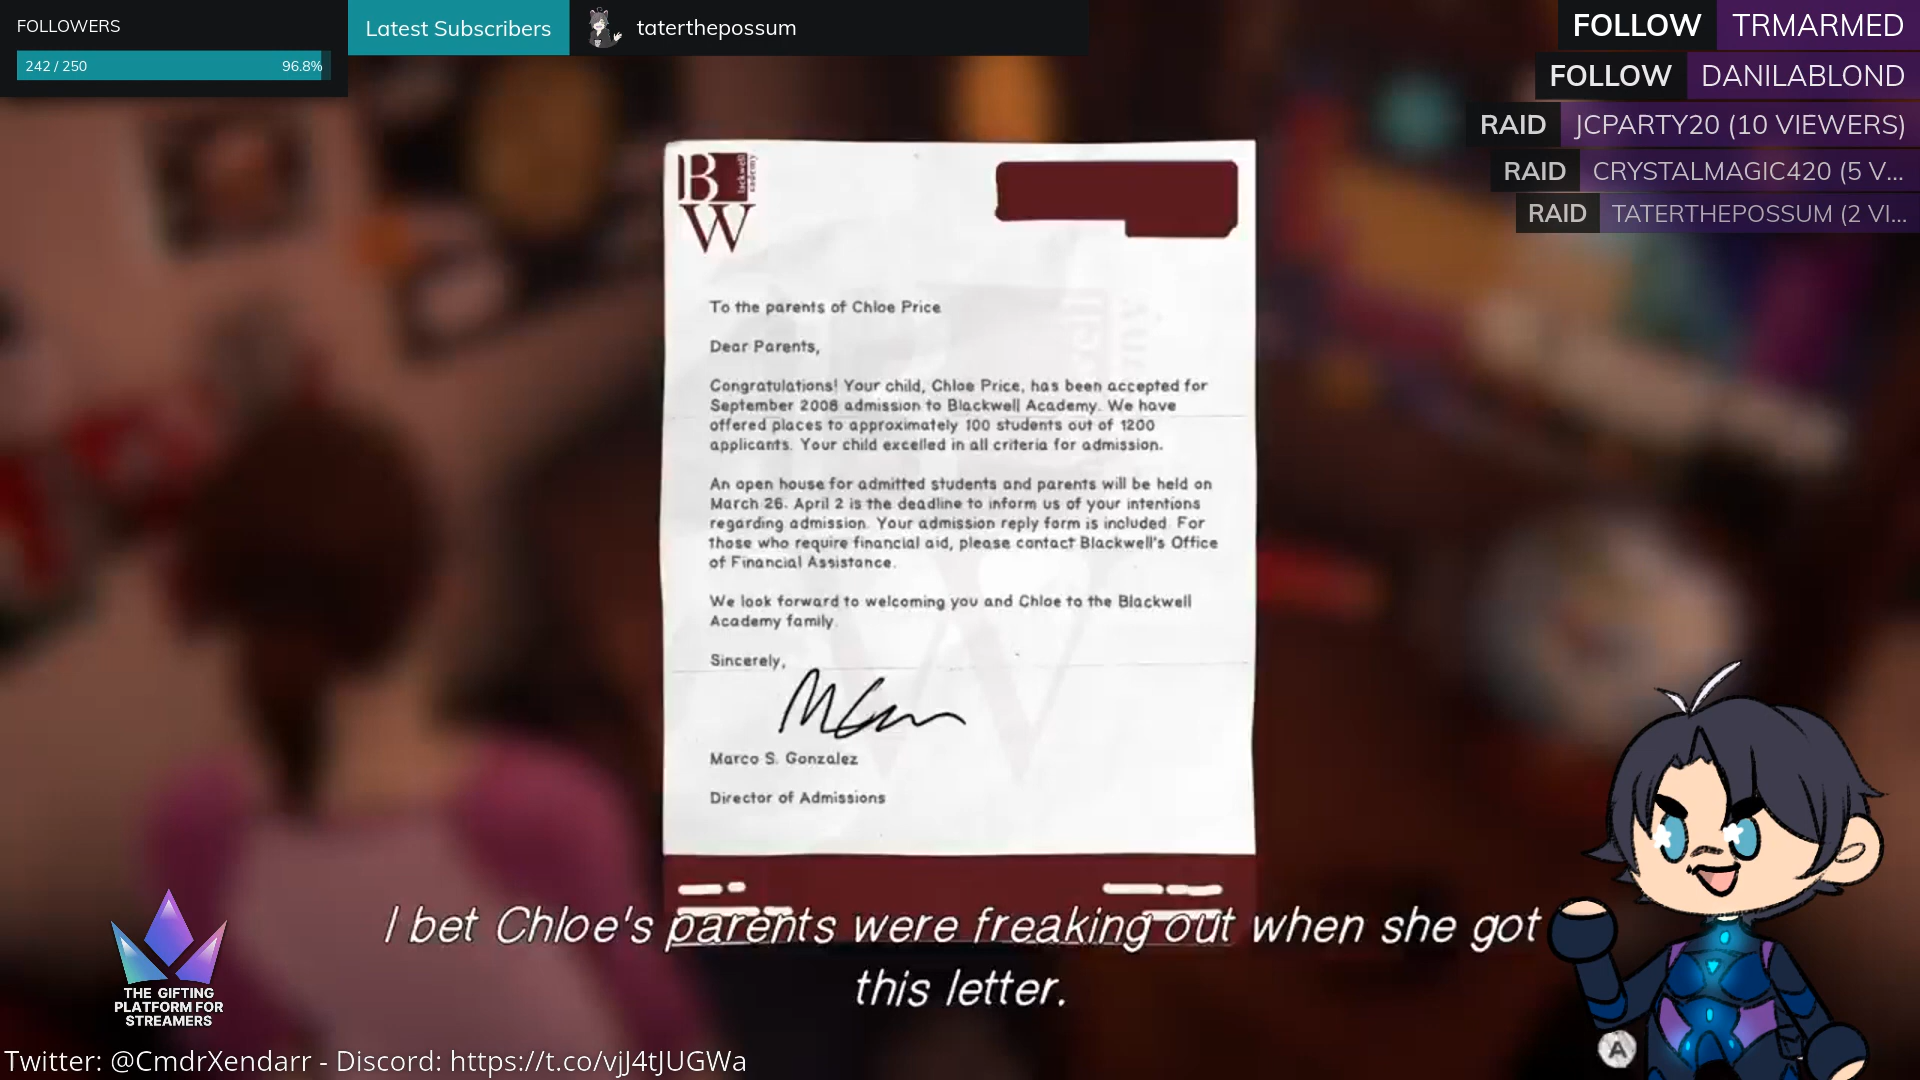 FOLLOWERS
242 / 250 96.8%
Latest Subscribers
taterthepossum
FOLLOW TRMARMED
FOLLOW DANILABLOND
RAID JCPARTY20 (10 VIEWERS)
RAID CRYSTALMAGIC420 (5 V...
RAID TATERTHEPOSSUM (2 VI...
B lackwell
W cademy
To the parents of Chloe Price
Dear Parents,
Congratulations! Your child, Chloe Price, has been accepted for
September 2008 admission to Blackwell Academy. We have
offered places to approximately 100 students out of 1200
applicants. Your child excelled in all criteria for admission.
An open house for admitted students and parents will be held on
March 26. April 2 is the deadline to inform us of your intentions
regarding admission. Your admission reply form is included. For
those who require financial aid, please contact Blackwell's Office
of Financial Assistance.
We look forward to welcoming you and Chloe to the Blackwell
Academy family.
Sincerely,
Marco S. Gonzalez
Director of Admissions
I bet Chloe's parents were freaking out when she got
this letter.
THE GIFTING
PLATFORM FOR
STREAMERS
A
Twitter: @CmdrXendarr - Discord: https://t.co/vjJ4tJUGWa